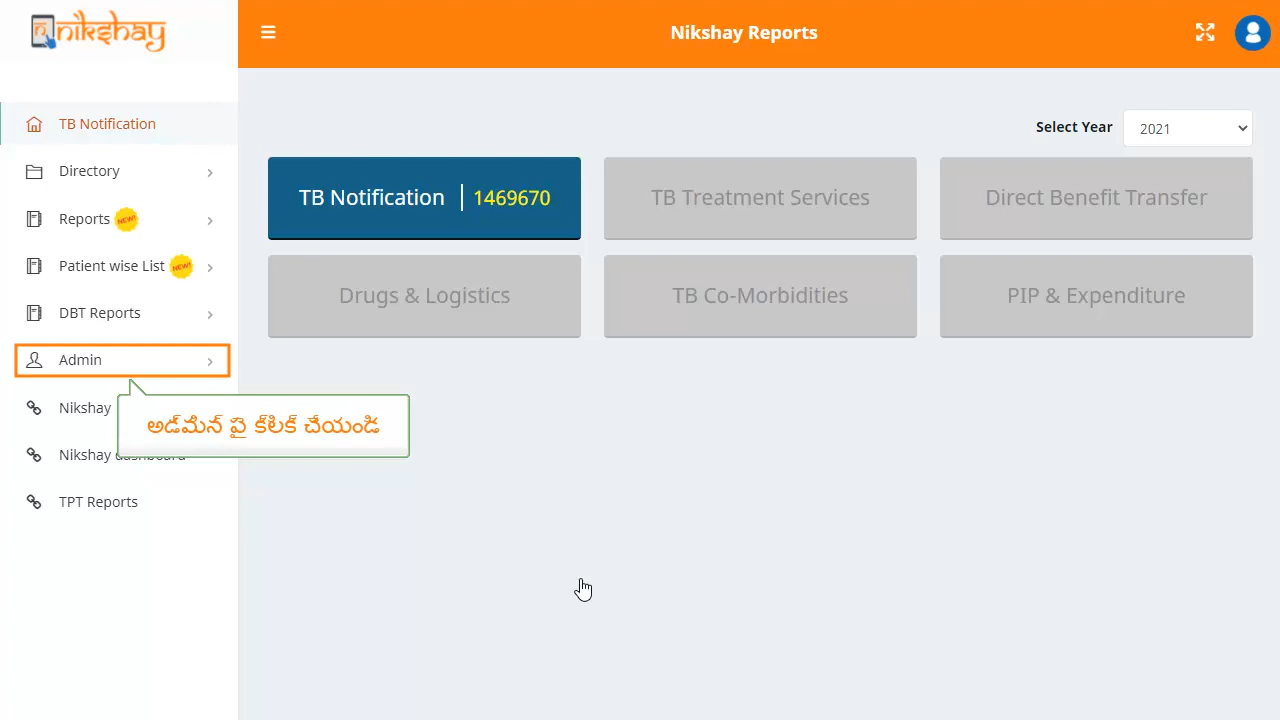 nikshay
Nikshay Reports
Select Year
2021
TB Notification
Directory
Reports NEW!
Patient wise List NEW!
DBT Reports
Admin
Nikshay
Nikshay dashboard
TPT Reports
TB Notification | 1469670
TB Treatment Services
Direct Benefit Transfer
Drugs & Logistics
TB Co-Morbidities
PIP & Expenditure
అడ్మిన్ పై క్లిక్ చేయండి